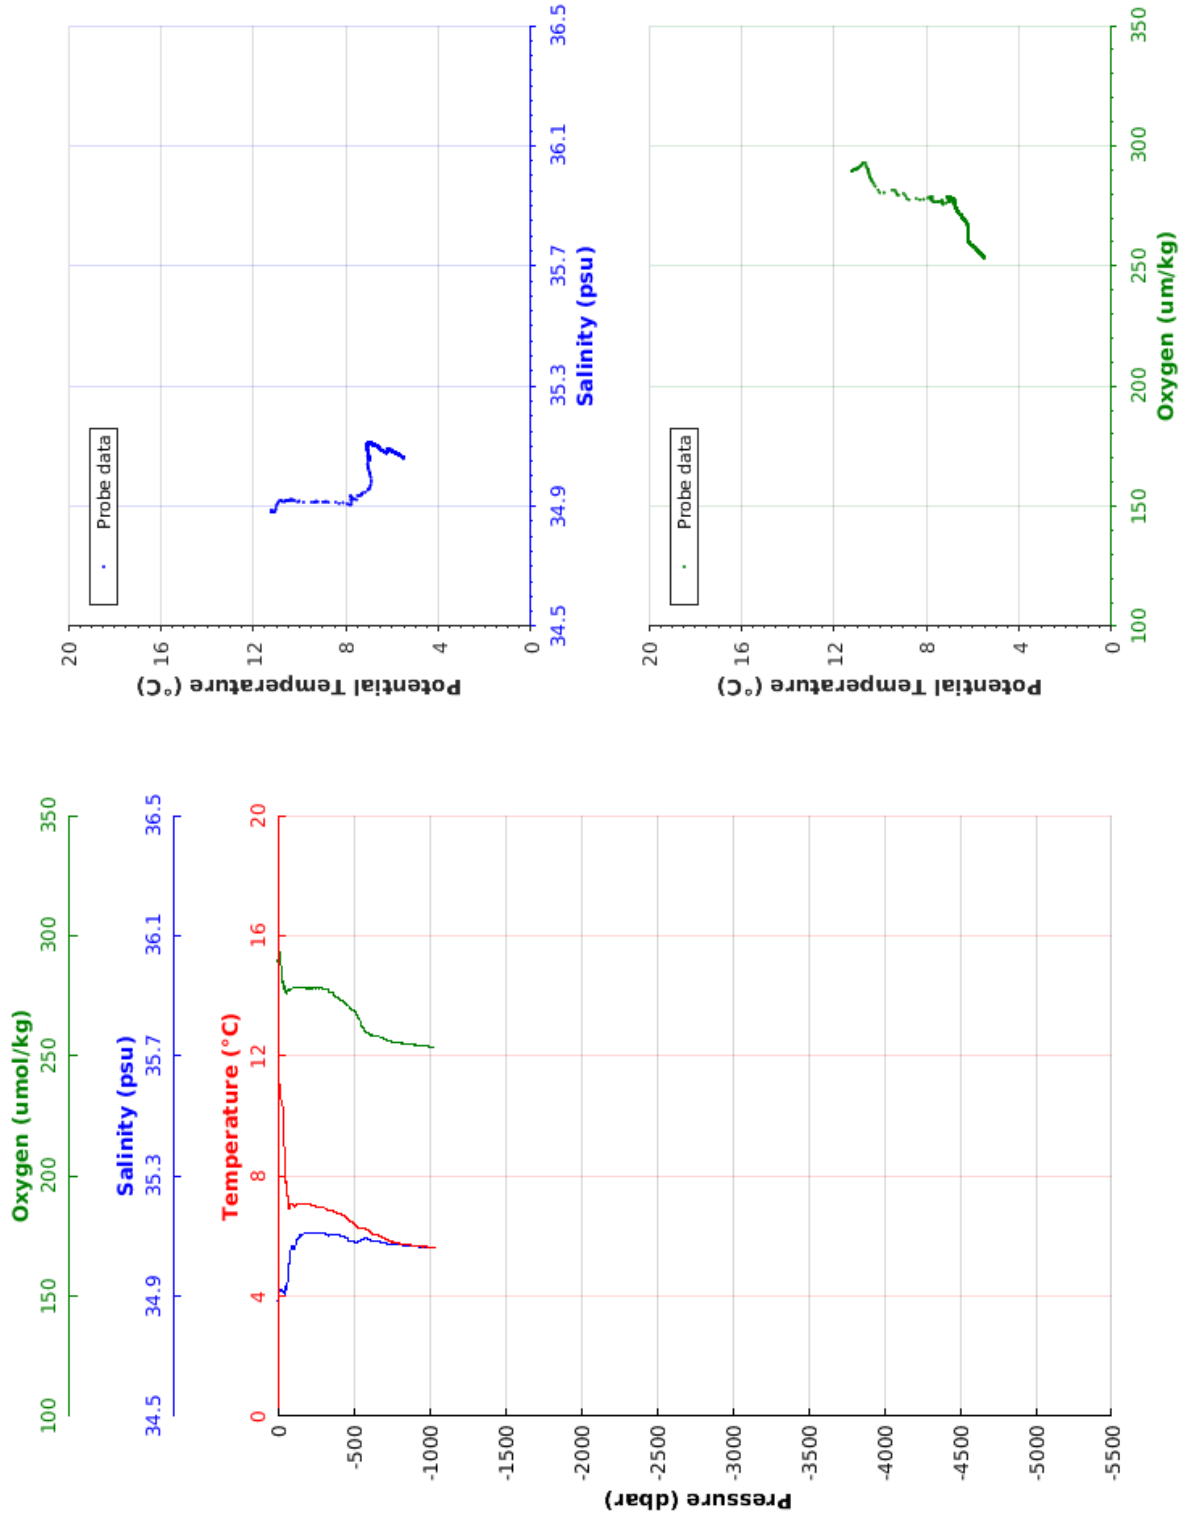 Oxygen (umol/kg)
100 150 200 250 300 350
Salinity (psu)
34.5 34.9 35.3 35.7 36.1 36.5
Temperature (°C)
0 4 8 12 16 20
Pressure (dbar)
0
-500
-1000
-1500
-2000
-2500
-3000
-3500
-4000
-4500
-5000
-5500
Potential Temperature (°C)
20
16
12
8
4
0
Probe data
34.5 34.9 35.3 35.7 36.1 36.5
Salinity (psu)
Potential Temperature (°C)
20
16
12
8
4
0
Probe data
100 150 200 250 300 350
Oxygen (um/kg)